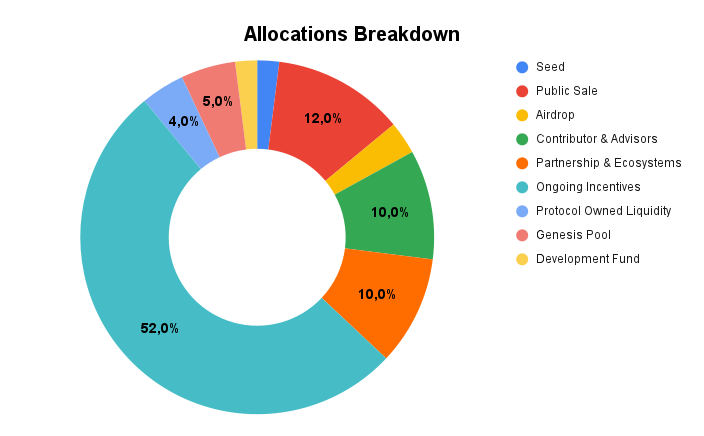 Allocations Breakdown
Seed
Public Sale
Airdrop
Contributor & Advisors
Partnership & Ecosystems
Ongoing Incentives
Protocol Owned Liquidity
Genesis Pool
Development Fund
12,0%
10,0%
10,0%
52,0%
4,0%
5,0%